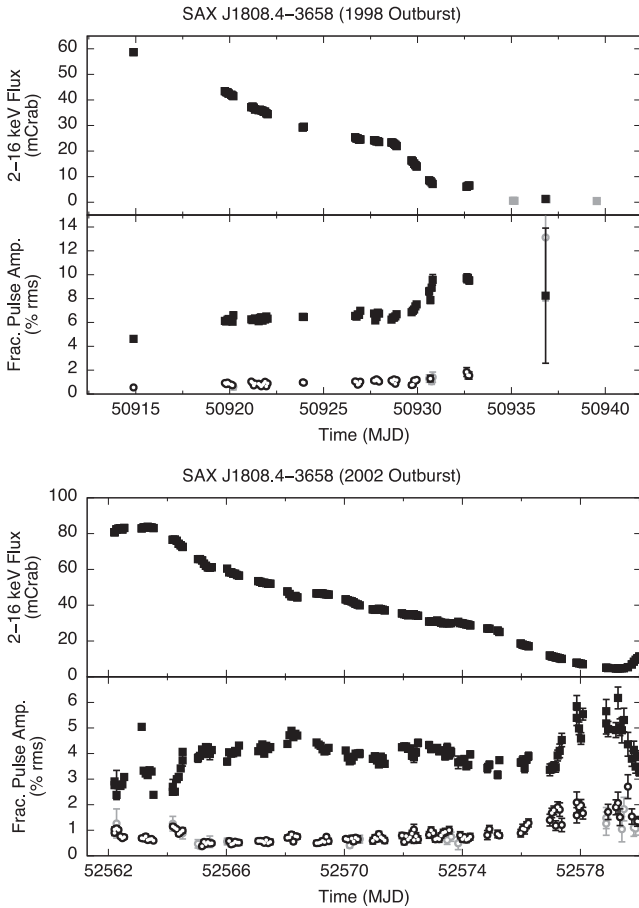 SAX J1808.4−3658 (1998 Outburst)
60
50
40
30
20
10
0
2−16 keV Flux
(mCrab)
14
12
10
8
6
4
2
0
Frac. Pulse Amp.
(% rms)
50915 50920 50925 50930 50935 50940
Time (MJD)
SAX J1808.4−3658 (2002 Outburst)
100
80
60
40
20
0
2−16 keV Flux
(mCrab)
6
5
4
3
2
1
0
Frac. Pulse Amp.
(% rms)
52562 52566 52570 52574 52578
Time (MJD)